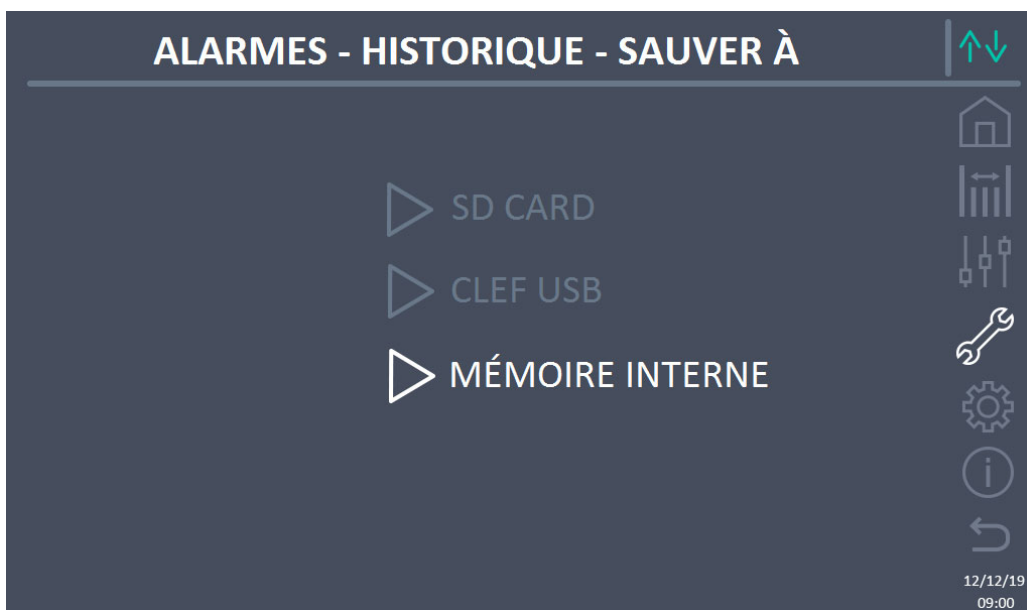 ALARMES - HISTORIQUE - SAUVER À
SD CARD
CLEF USB
MÉMOIRE INTERNE
12/12/19
09:00